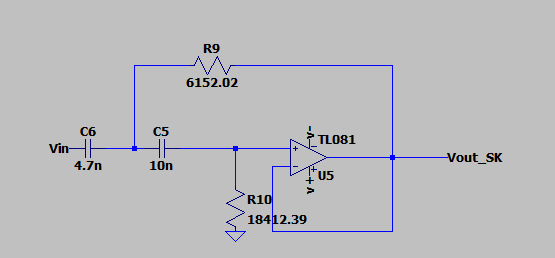 R9
6152.02
C6
C5
TL081
Vin
4.7n
10n
Vout_SK
U5
R10
18412.39
+
-
v-
v+